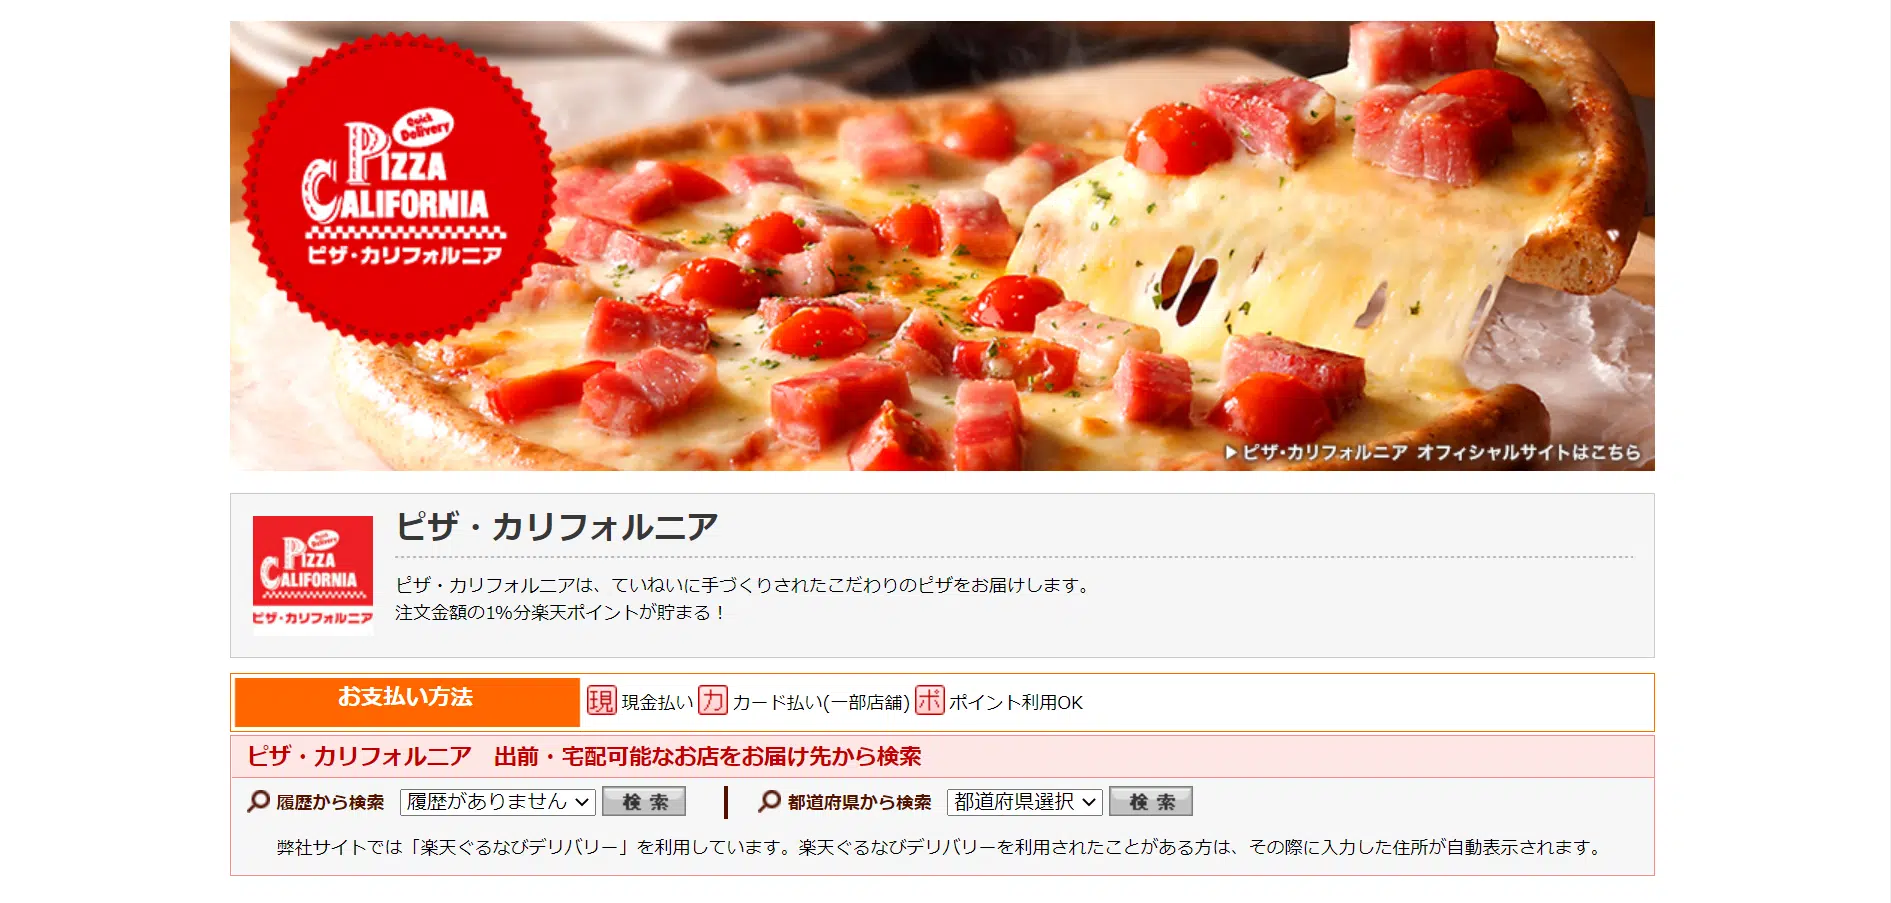 Quick
Delivery
PIZZA
CALIFORNIA
ピザ・カリフォルニア
▶ピザ・カリフォルニア オフィシャルサイトはこちら
Quick
Delivery
PIZZA
CALIFORNIA
ピザ・カリフォルニア
ピザ・カリフォルニア
ピザ・カリフォルニアは、ていねいに手づくりされたこだわりのピザをお届けします。
注文金額の1%分楽天ポイントが貯まる！
お支払い方法 現 現金払い カ カード払い(一部店舗) ポ ポイント利用OK
ピザ・カリフォルニア　出前・宅配可能なお店をお届け先から検索
履歴から検索 履歴がありません 検 索 都道府県から検索 都道府県選択 検 索
弊社サイトでは「楽天ぐるなびデリバリー」を利用しています。楽天ぐるなびデリバリーを利用されたことがある方は、その際に入力した住所が自動表示されます。